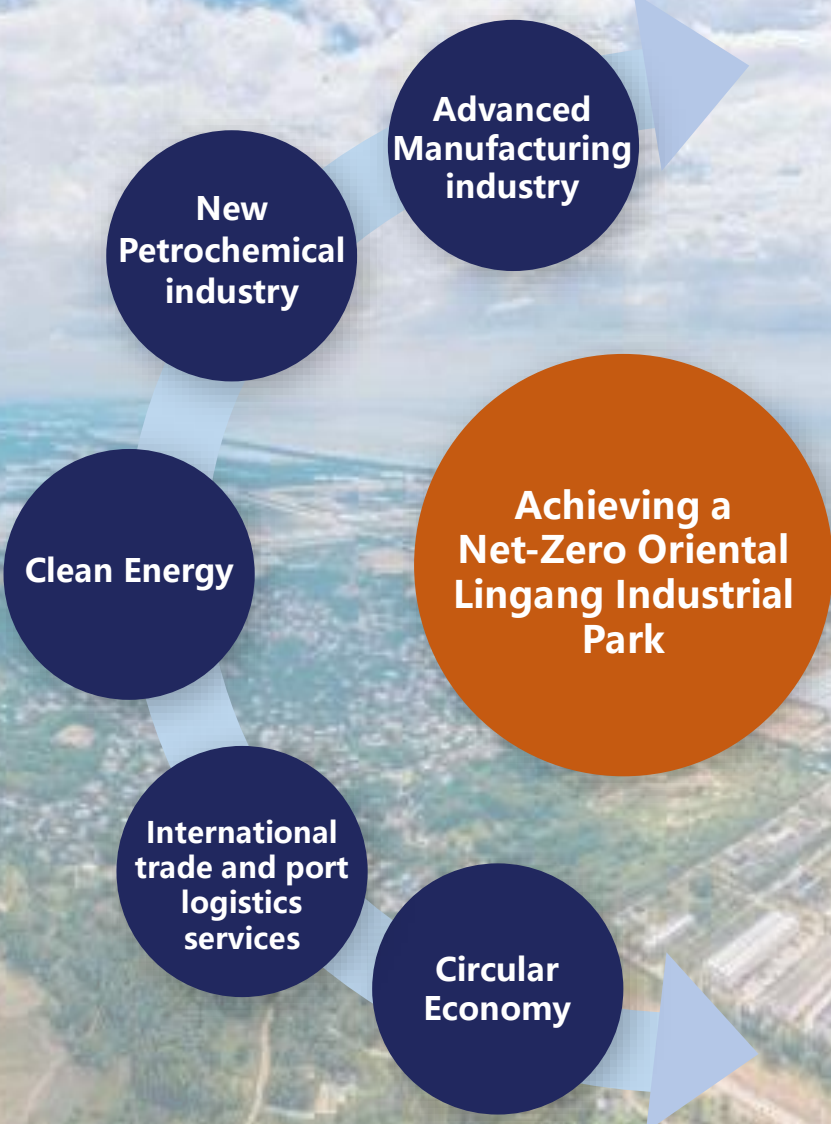 Advanced
Manufacturing
industry
New
Petrochemical
industry
Clean Energy
Achieving a
Net-Zero Oriental
Lingang Industrial
Park
International
trade and port
logistics
services
Circular
Economy